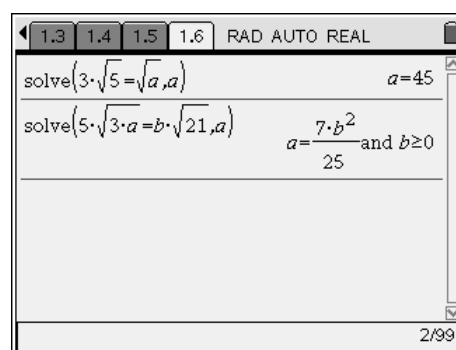 1.3 1.4 1.5 1.6 RAD AUTO REAL
solve(3·√5=√a,a) a=45
solve(5·√3·a=b·√21,a) a=7·b²/25 and b≥0
2/99